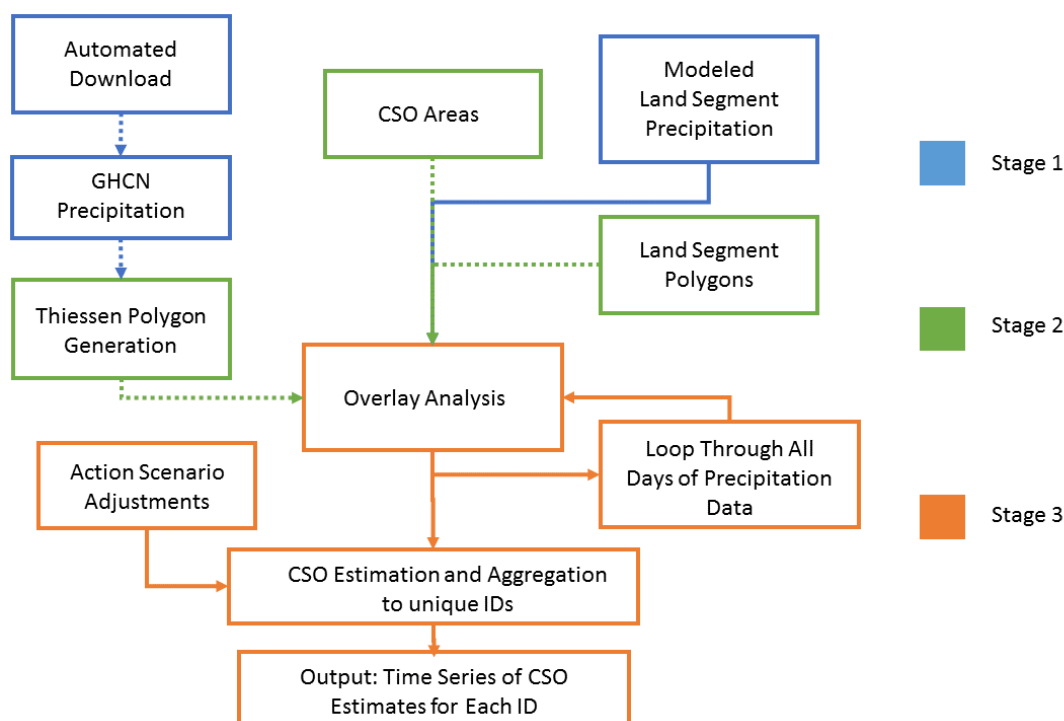 Automated
Download
CSO Areas
Modeled
Land Segment
Precipitation
Stage 1
GHCN
Precipitation
Land Segment
Polygons
Thiessen Polygon
Generation
Stage 2
Overlay Analysis
Action Scenario
Adjustments
Loop Through All
Days of Precipitation
Data
Stage 3
CSO Estimation and Aggregation
to unique IDs
Output: Time Series of CSO
Estimates for Each ID